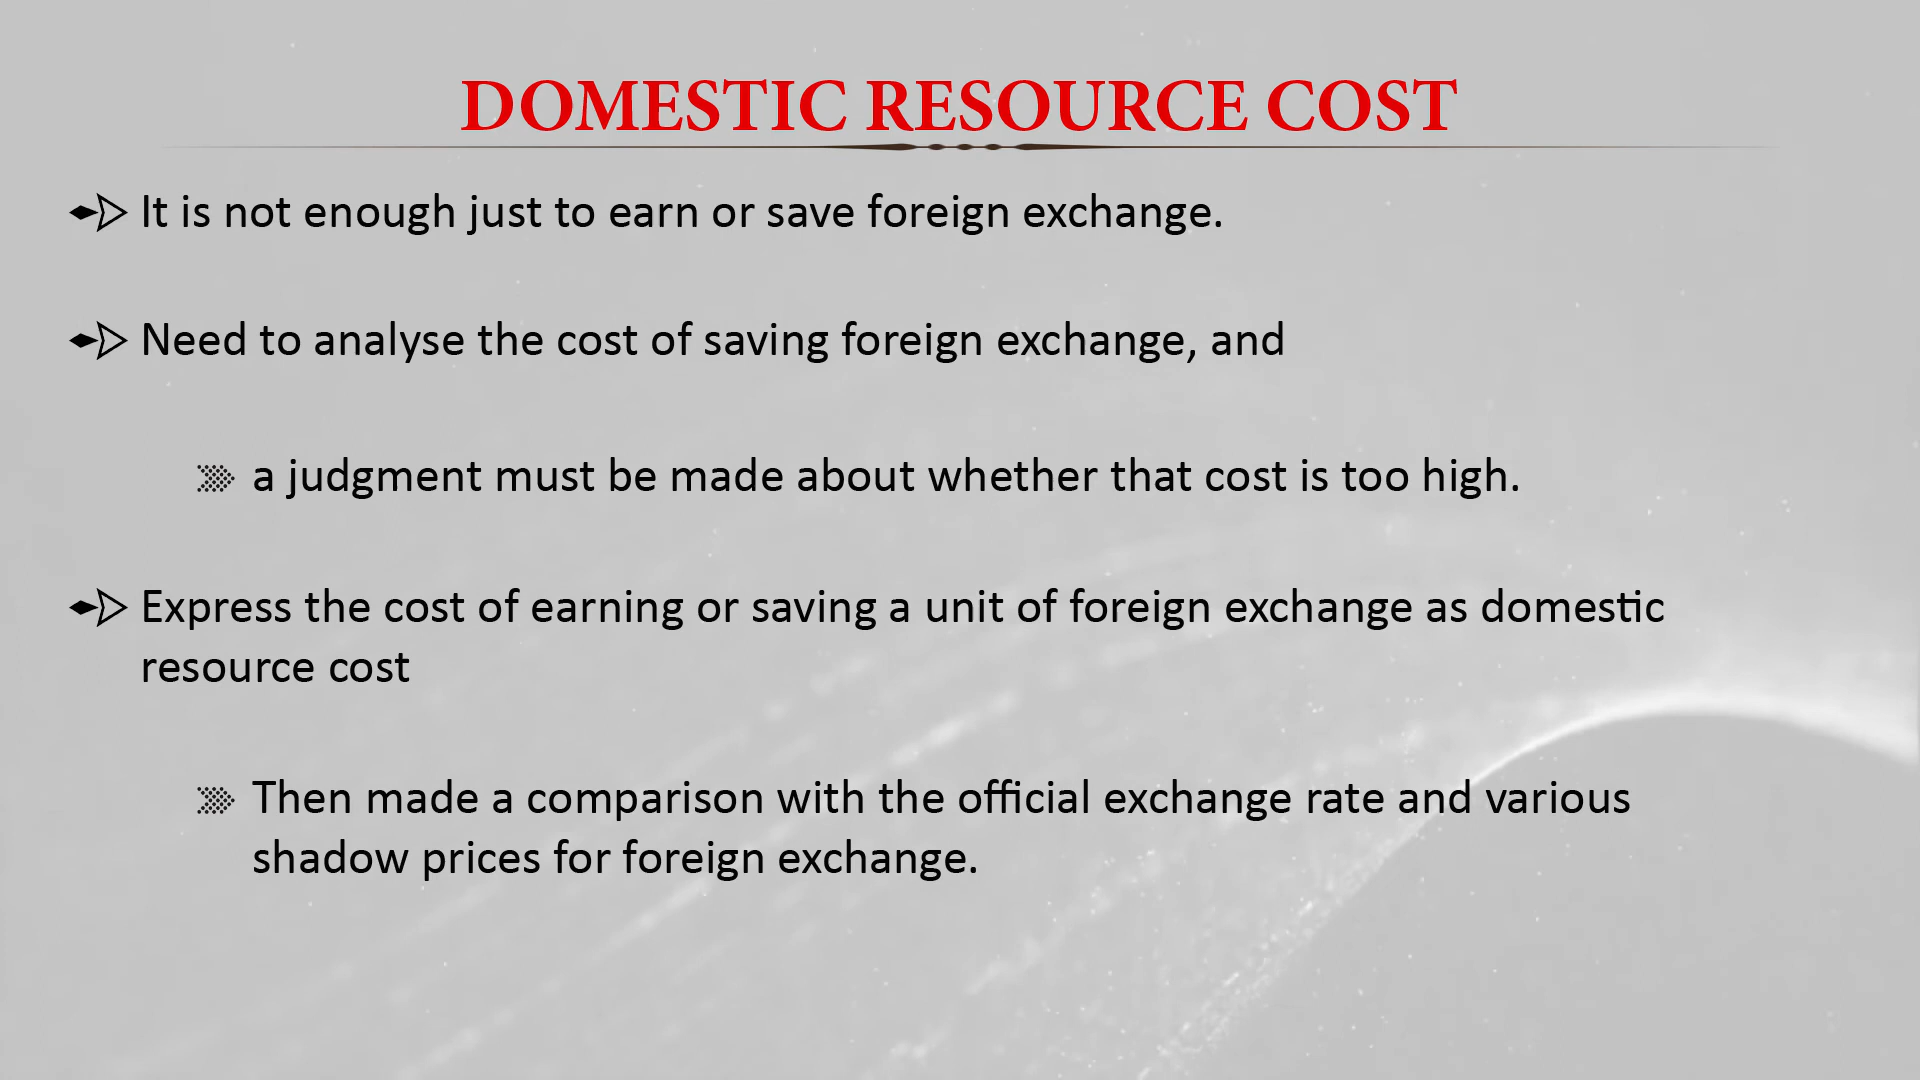 DOMESTIC RESOURCE COST
It is not enough just to earn or save foreign exchange.
Need to analyse the cost of saving foreign exchange, and
a judgment must be made about whether that cost is too high.
Express the cost of earning or saving a unit of foreign exchange as domestic
resource cost
Then made a comparison with the official exchange rate and various
shadow prices for foreign exchange.